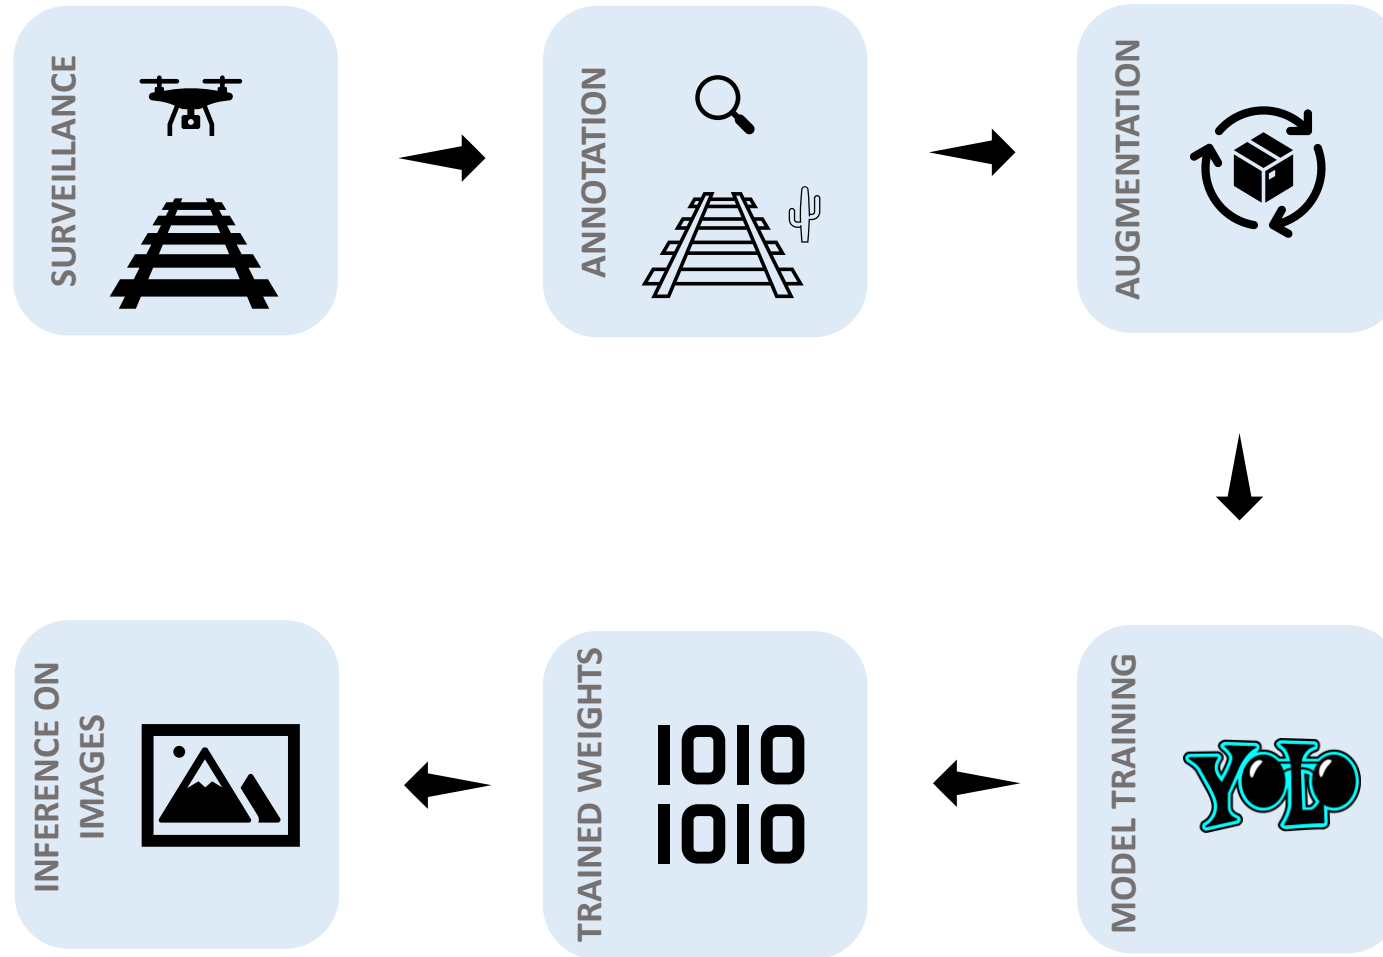 SURVEILLANCE
ANNOTATION
AUGMENTATION
MODEL TRAINING
YOLO
TRAINED WEIGHTS
1010
1010
INFERENCE ON
IMAGES